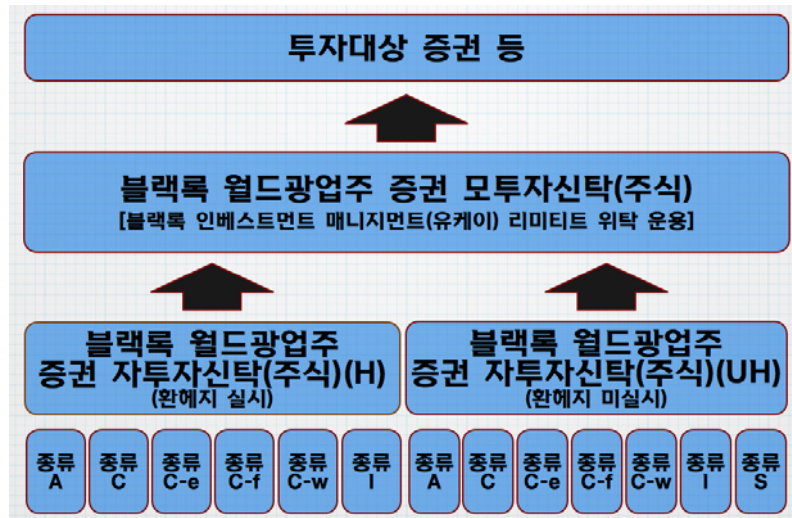 투자대상 증권 등
블랙록 월드광업주 증권 모투자신탁(주식)
[블랙록 인베스트먼트 매니지먼트(유케이) 리미티트 위탁 운용]
블랙록 월드광업주
증권 자투자신탁(주식)(H)
(환헤지 실시)
블랙록 월드광업주
증권 자투자신탁(주식)(UH)
(환헤지 미실시)
종류
A
종류
C
종류
C-e
종류
C-f
종류
C-w
종류
I
종류
A
종류
C
종류
C-e
종류
C-f
종류
C-w
종류
I
종류
S